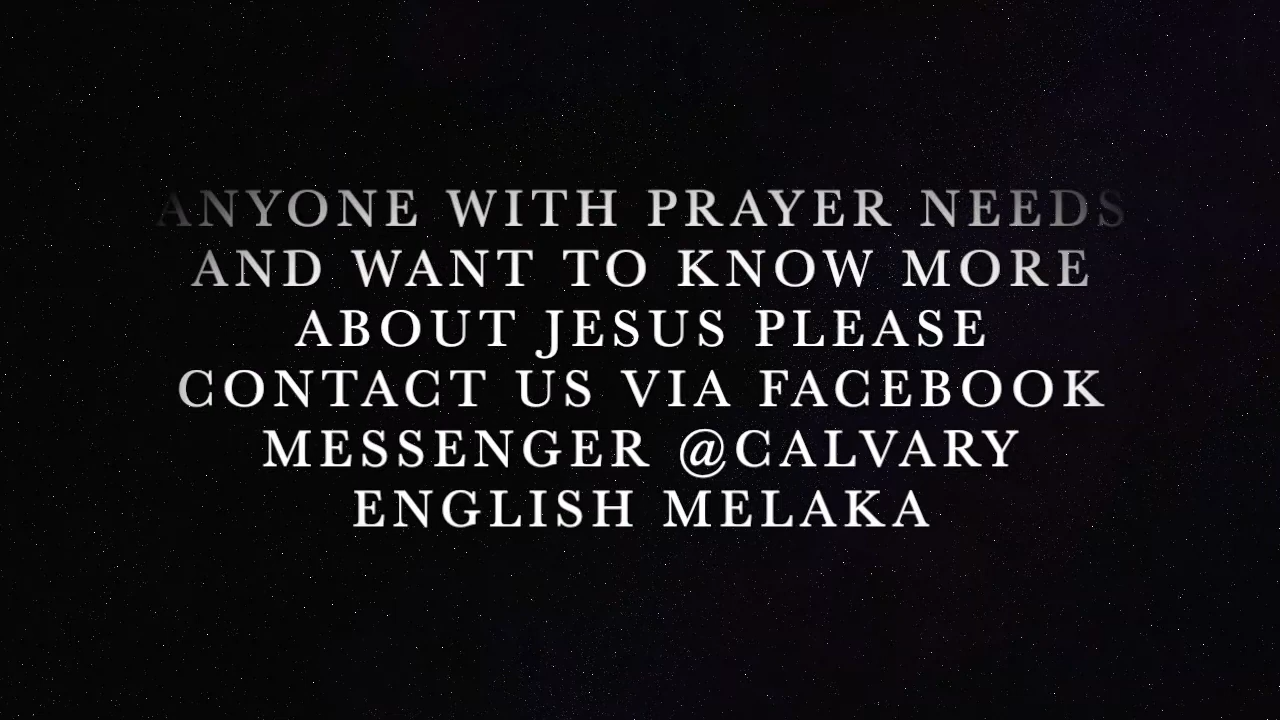 ANYONE WITH PRAYER NEEDS
AND WANT TO KNOW MORE
ABOUT JESUS PLEASE
CONTACT US VIA FACEBOOK
MESSENGER @CALVARY
ENGLISH MELAKA